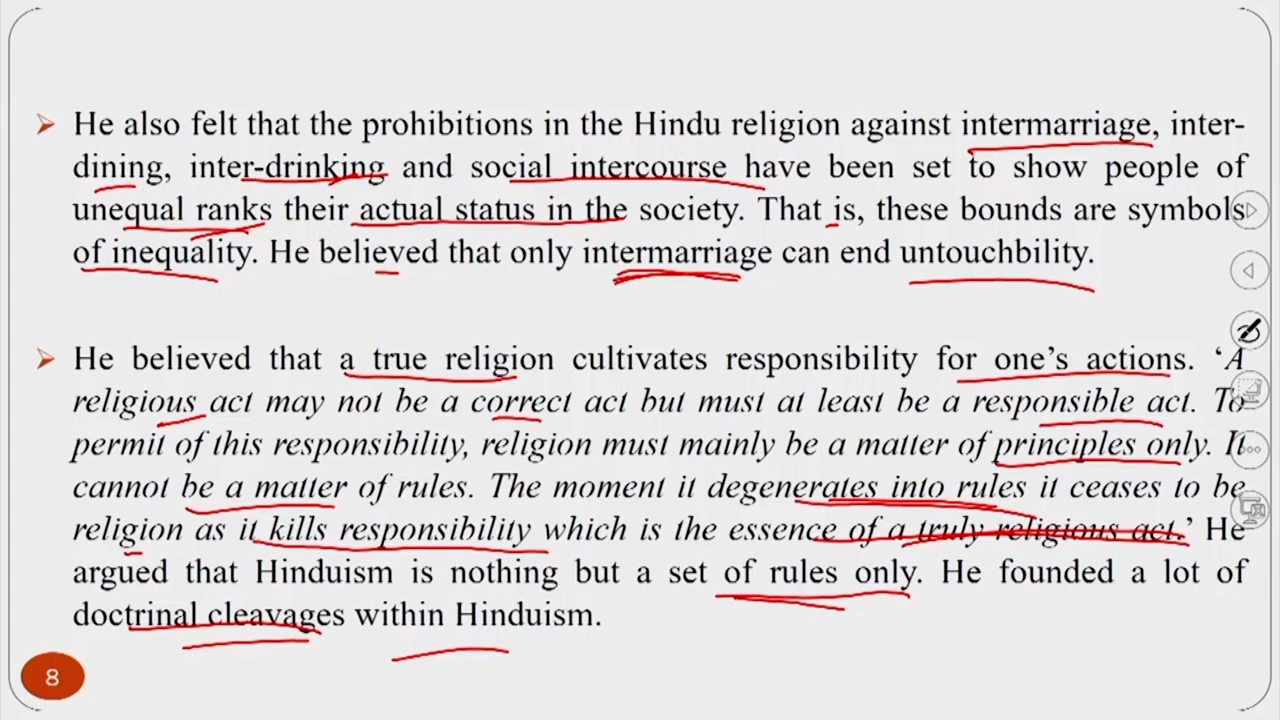 He also felt that the prohibitions in the Hindu religion against intermarriage, inter-
dining, inter-drinking and social intercourse have been set to show people of
unequal ranks their actual status in the society. That is, these bounds are symbols
of inequality. He believed that only intermarriage can end untouchbility.
He believed that a true religion cultivates responsibility for one's actions. 'A
religious act may not be a correct act but must at least be a responsible act. To
permit of this responsibility, religion must mainly be a matter of principles only. It
cannot be a matter of rules. The moment it degenerates into rules it ceases to be
religion as it kills responsibility which is the essence of a truly religious act.' He
argued that Hinduism is nothing but a set of rules only. He founded a lot of
doctrinal cleavages within Hinduism.
8